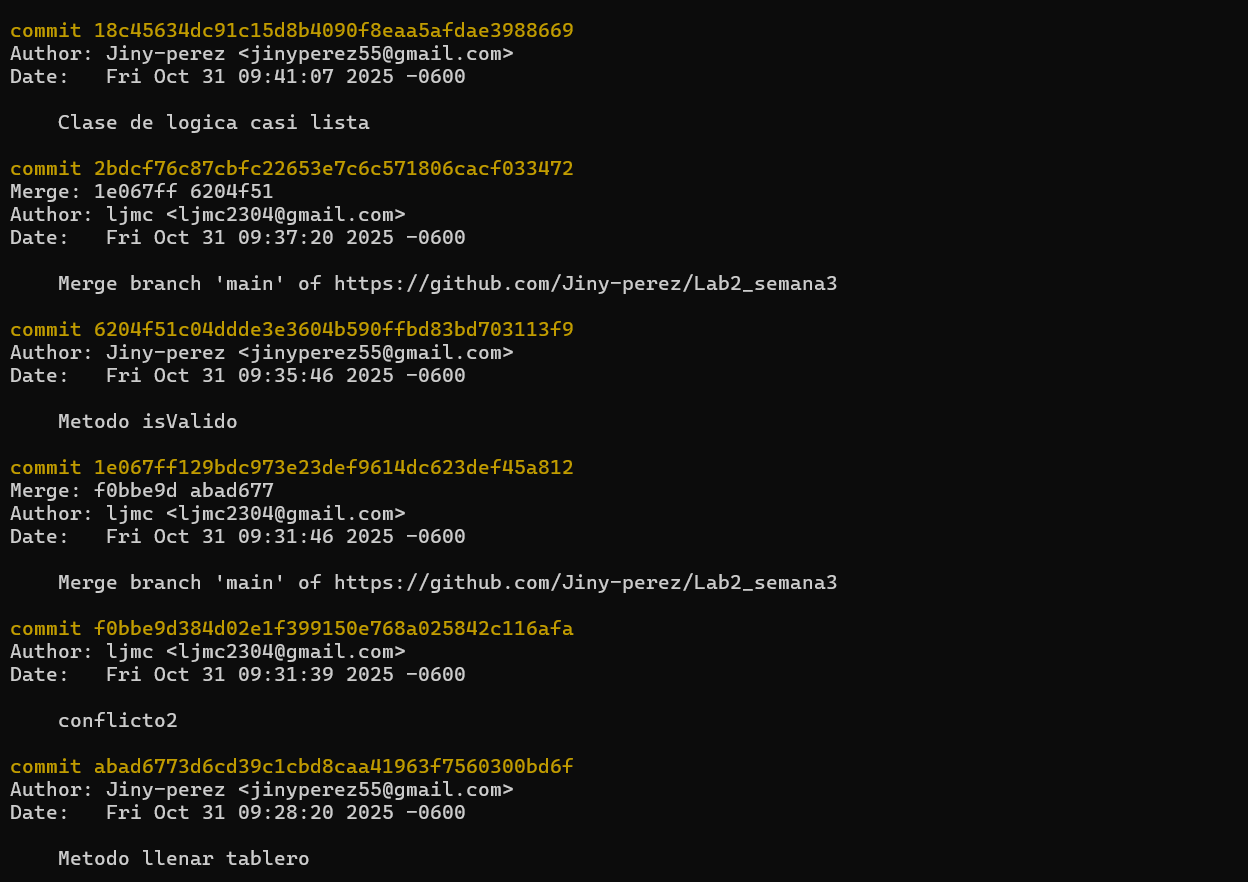 commit 18c45634dc91c15d8b4090f8eaa5afdae3988669
Author: Jiny-perez <jinyperez55@gmail.com>
Date:   Fri Oct 31 09:41:07 2025 -0600
Clase de logica casi lista
commit 2bdcf76c87cbfc22653e7c6c571806cacf033472
Merge: 1e067ff 6204f51
Author: ljmc <ljmc2304@gmail.com>
Date:   Fri Oct 31 09:37:20 2025 -0600
Merge branch 'main' of https://github.com/Jiny-perez/Lab2_semana3
commit 6204f51c04ddde3e3604b590ffbd83bd703113f9
Author: Jiny-perez <jinyperez55@gmail.com>
Date:   Fri Oct 31 09:35:46 2025 -0600
Metodo isValido
commit 1e067ff129bdc973e23def9614dc623def45a812
Merge: f0bbe9d abad677
Author: ljmc <ljmc2304@gmail.com>
Date:   Fri Oct 31 09:31:46 2025 -0600
Merge branch 'main' of https://github.com/Jiny-perez/Lab2_semana3
commit f0bbe9d384d02e1f399150e768a025842c116afa
Author: ljmc <ljmc2304@gmail.com>
Date:   Fri Oct 31 09:31:39 2025 -0600
conflicto2
commit abad6773d6cd39c1cbd8caa41963f7560300bd6f
Author: Jiny-perez <jinyperez55@gmail.com>
Date:   Fri Oct 31 09:28:20 2025 -0600
Metodo llenar tablero